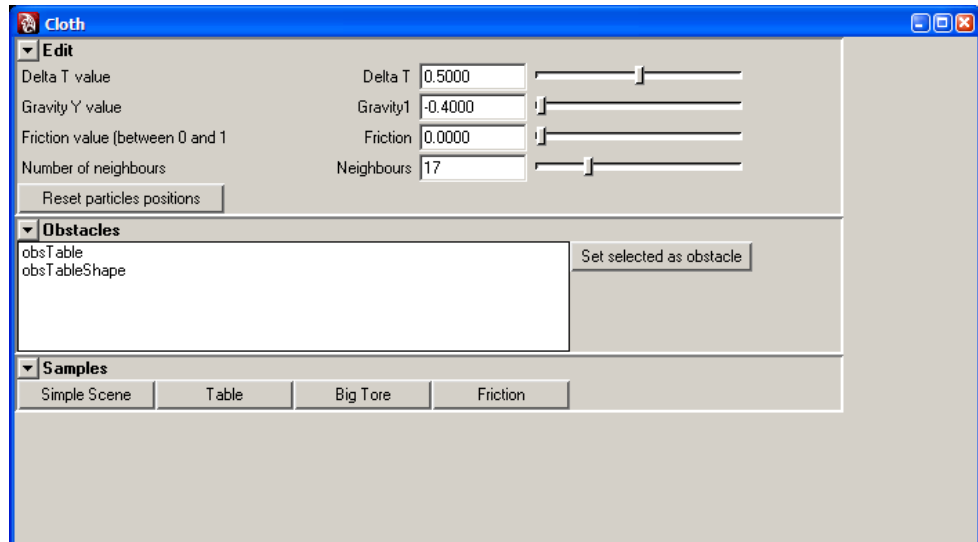 Cloth
Edit
Delta T value Delta T 0.5000
Gravity Y value Gravity1 -0.4000
Friction value (between 0 and 1 Friction 0.0000
Number of neighbours Neighbours 17
Reset particles positions
Obstacles
obsTable Set selected as obstacle
obsTableShape
Samples
Simple Scene Table Big Tore Friction